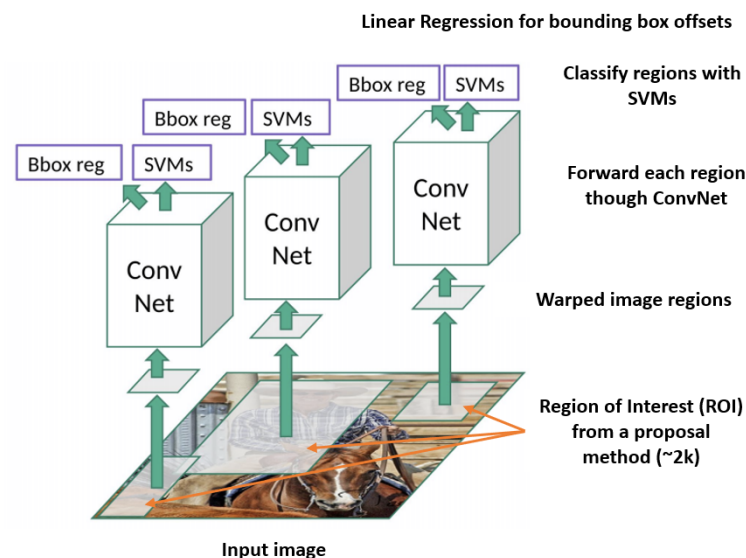 Linear Regression for bounding box offsets
Bbox reg
SVMs
Classify regions with
SVMs
Bbox reg
SVMs
Bbox reg
SVMs
Forward each region
though ConvNet
Conv
Net
Conv
Net
Conv
Net
Warped image regions
Region of Interest (ROI)
from a proposal
method (~2k)
Input image